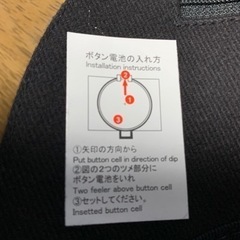 ボタン電池の入れ方
Installation instructions
②
①
③
①矢印の方向から
Put button cell in direction of dip
②図の2つのツメ部分に
ボタン電池をいれ
Two feeler above button cell
③セットしてください。
Insetted button cell